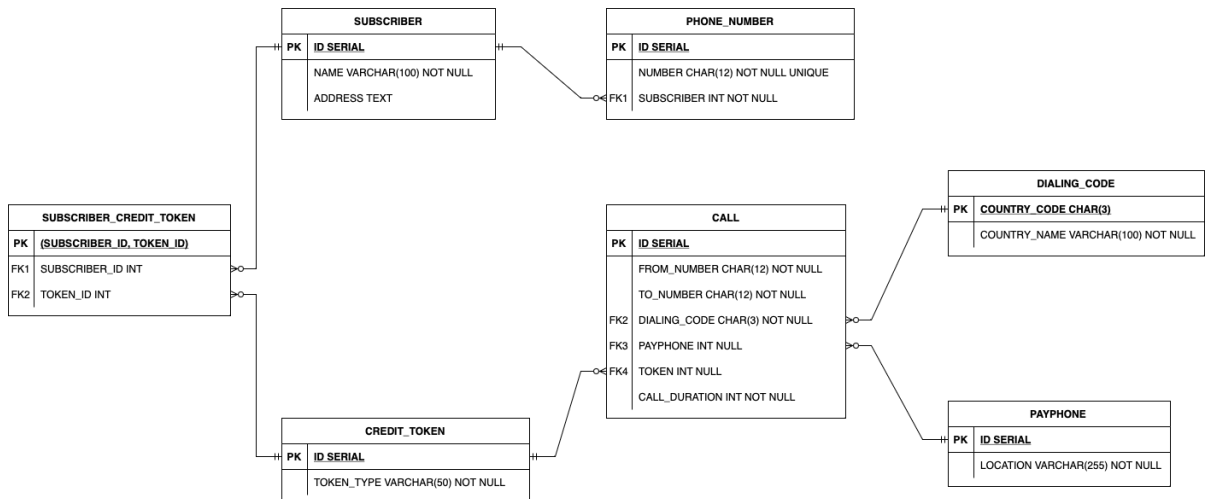 SUBSCRIBER
PK ID SERIAL
NAME VARCHAR(100) NOT NULL
ADDRESS TEXT
PHONE_NUMBER
PK ID SERIAL
NUMBER CHAR(12) NOT NULL UNIQUE
FK1 SUBSCRIBER INT NOT NULL
SUBSCRIBER_CREDIT_TOKEN
PK (SUBSCRIBER_ID, TOKEN_ID)
FK1 SUBSCRIBER_ID INT
FK2 TOKEN_ID INT
CALL
PK ID SERIAL
FROM_NUMBER CHAR(12) NOT NULL
TO_NUMBER CHAR(12) NOT NULL
FK2 DIALING_CODE CHAR(3) NOT NULL
FK3 PAYPHONE INT NULL
FK4 TOKEN INT NULL
CALL_DURATION INT NOT NULL
DIALING_CODE
PK COUNTRY_CODE CHAR(3)
COUNTRY_NAME VARCHAR(100) NOT NULL
CREDIT_TOKEN
PK ID SERIAL
TOKEN_TYPE VARCHAR(50) NOT NULL
PAYPHONE
PK ID SERIAL
LOCATION VARCHAR(255) NOT NULL